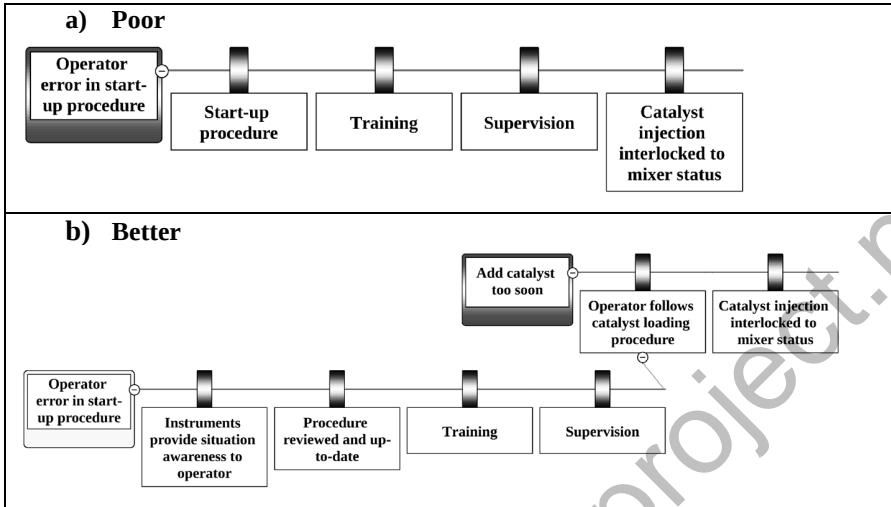 a) Poor
Operator
error in start-
up procedure
Start-up
procedure
Training
Supervision
Catalyst
injection
interlocked to
mixer status
b) Better
Add catalyst
too soon
Operator follows
catalyst loading
procedure
Catalyst injection
interlocked to
mixer status
Operator
error in start-
up procedure
Instruments
provide situation
awareness to
operator
Procedure
reviewed and up-
to-date
Training
Supervision
project.